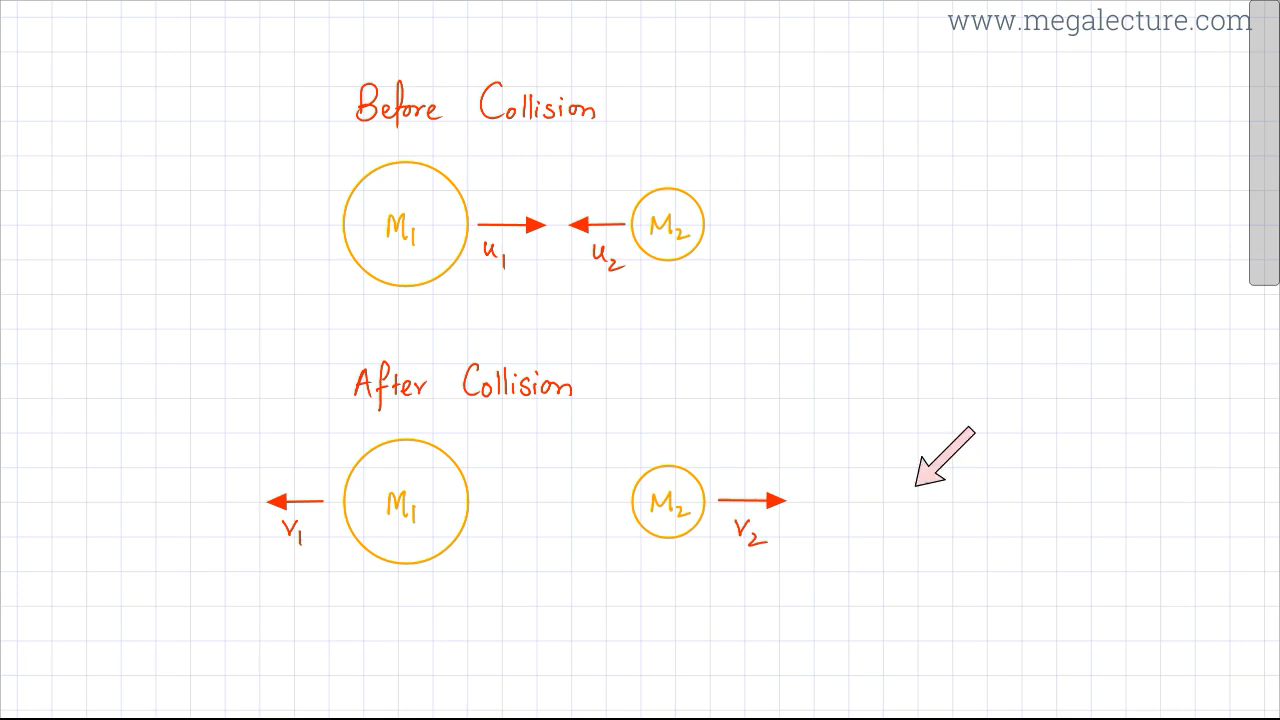 www.megalecture.com
Before Collision
M₁ M₂
u₁ u₂
After Collision
M₁ M₂
v₁ v₂